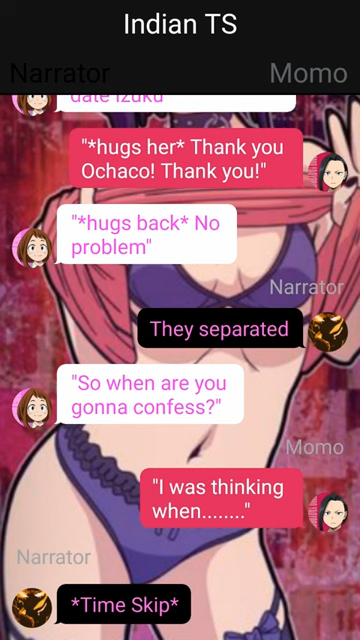 Indian TS
Narrator
Momo
date Izuku
"*hugs her* Thank you
Ochaco! Thank you!"
"*hugs back* No
problem"
Narrator
They separated
"So when are you
gonna confess?"
Momo
"I was thinking
when........"
Narrator
*Time Skip*